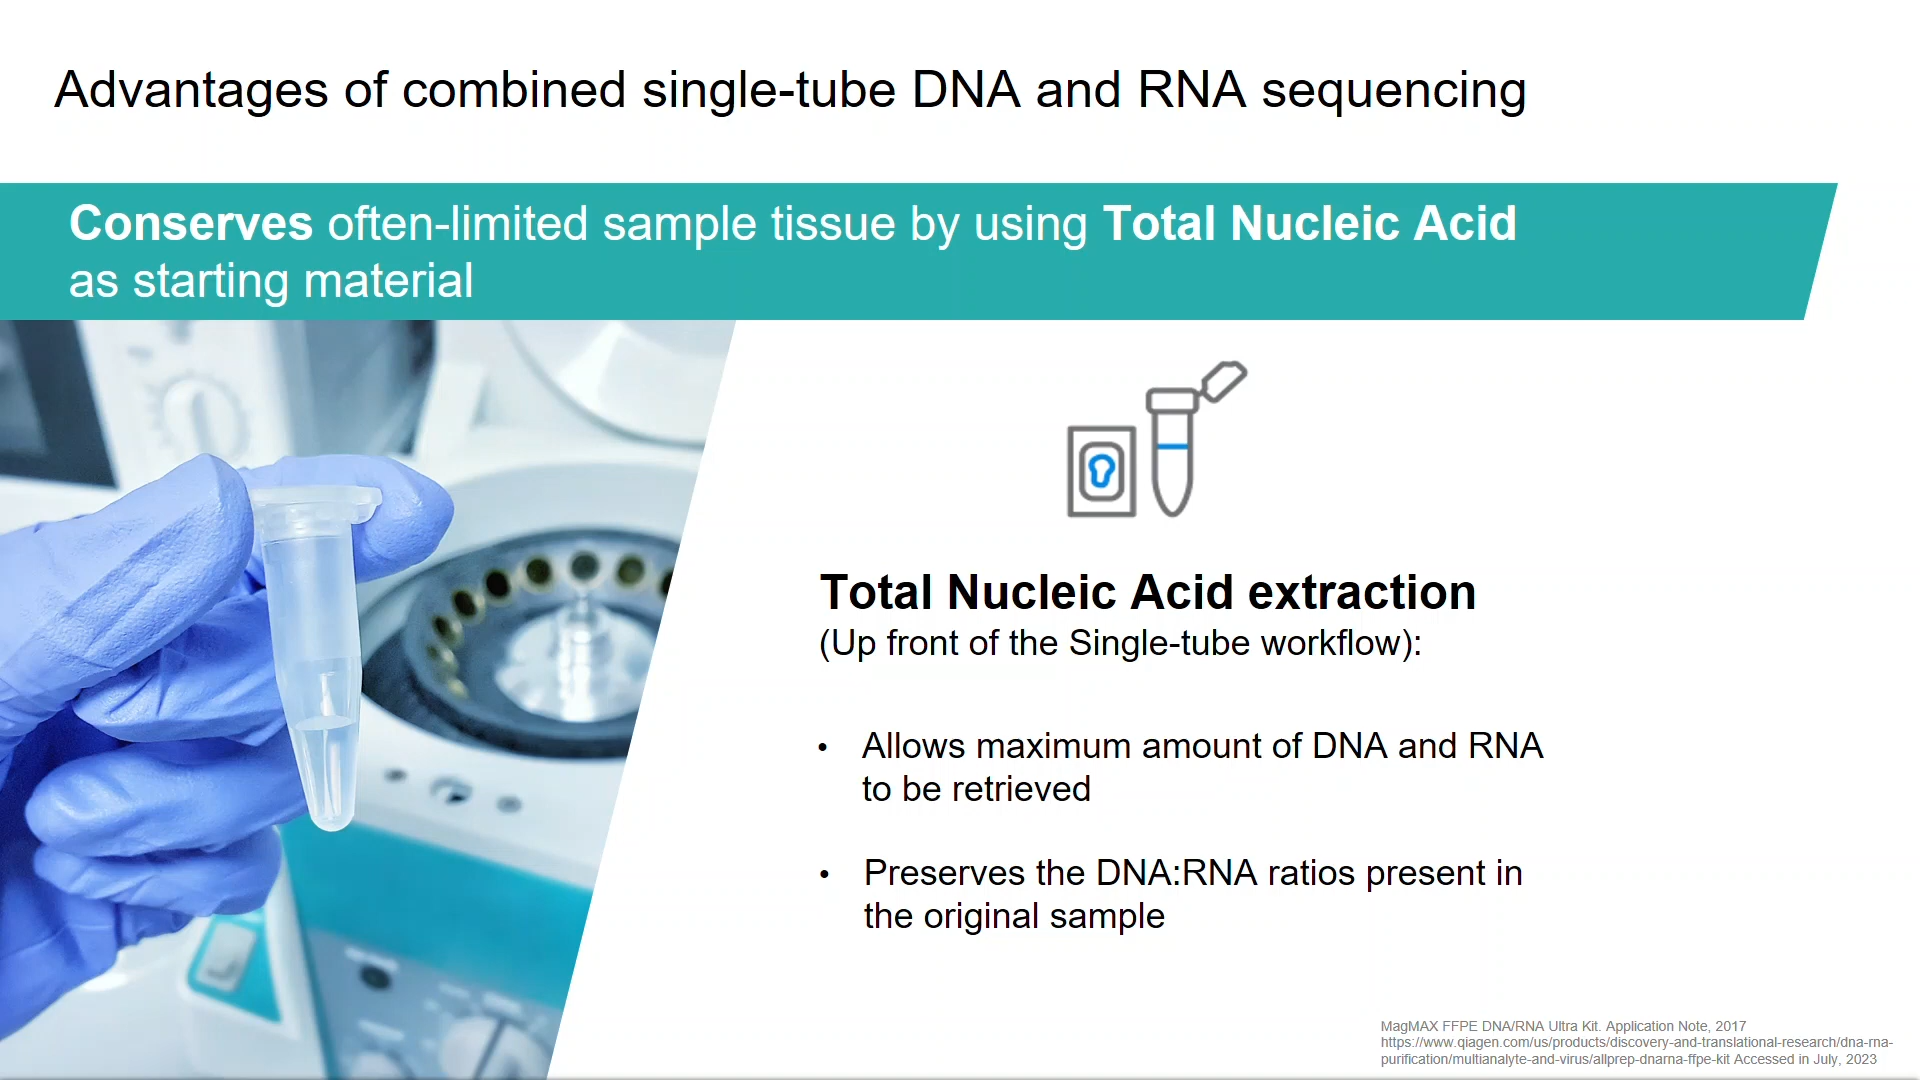 Advantages of combined single-tube DNA and RNA sequencing
Conserves often-limited sample tissue by using Total Nucleic Acid
as starting material
Total Nucleic Acid extraction
(Up front of the Single-tube workflow):
• Allows maximum amount of DNA and RNA
to be retrieved
• Preserves the DNA:RNA ratios present in
the original sample
MagMAX FFPE DNA/RNA Ultra Kit. Application Note, 2017
https://www.qiagen.com/us/products/discovery-and-translational-research/dna-rna-
purification/multianalyte-and-virus/allprep-dnarna-ffpe-kit Accessed in July, 2023